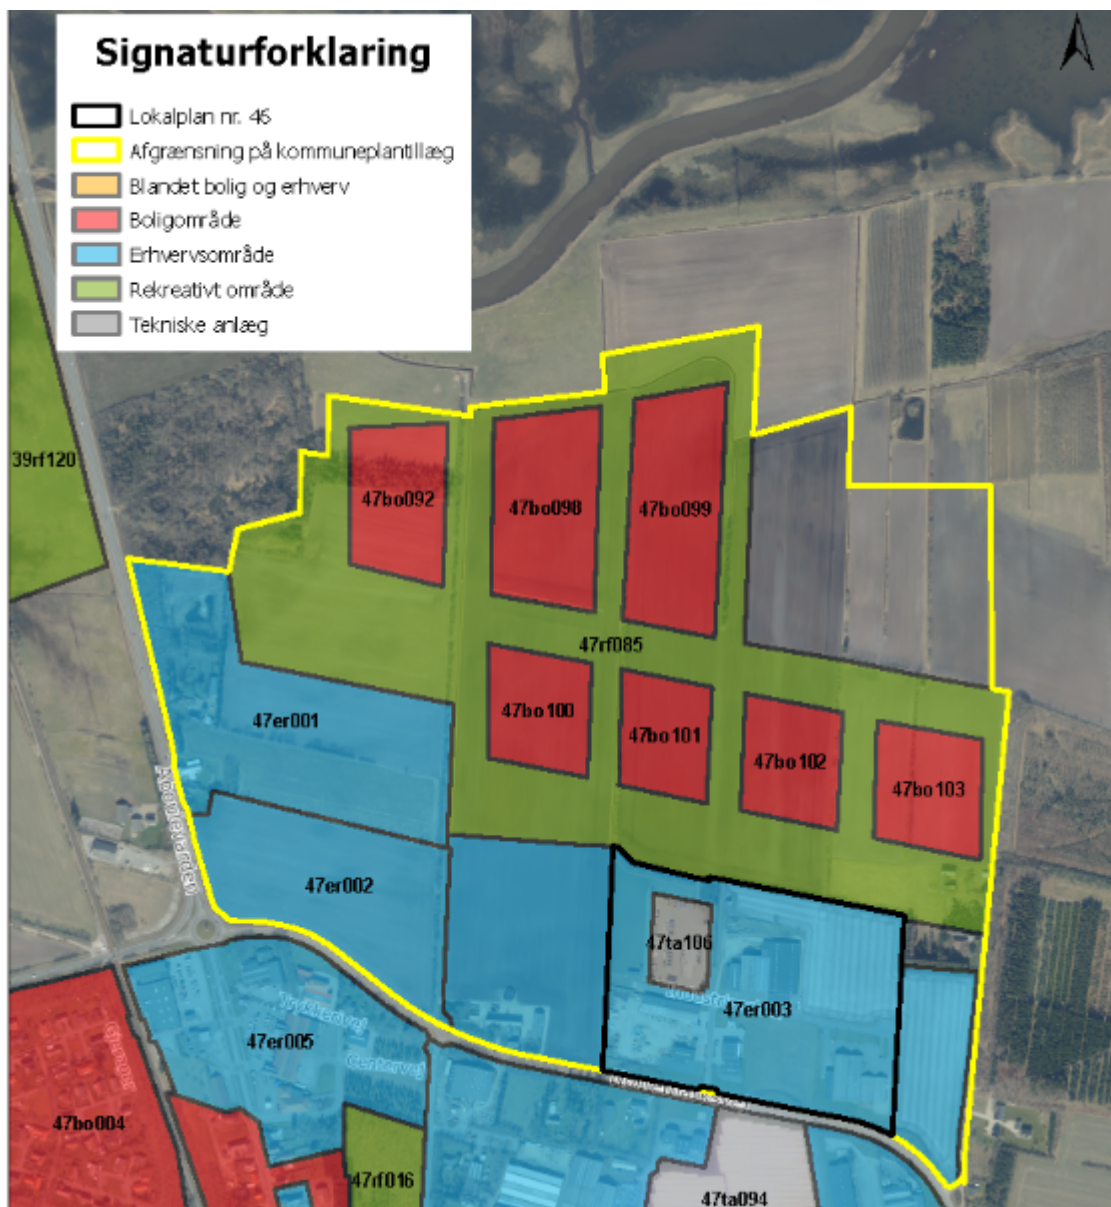 Signaturforklaring
Lokalplan nr. 46
Afgrænsning på kommuneplantillæg
Blandet bolig og erhverv
Boligområde
Erhvervsområde
Rekreativt område
Tekniske anlæg
39rf120
47bo092
47bo098
47bo099
47rf085
47bo100
47bo101
47bo102
47bo103
47er001
47er002
47ta106
47er003
Trykkerivej
47er005
Centervej
47bo004
47rf016
47ta094